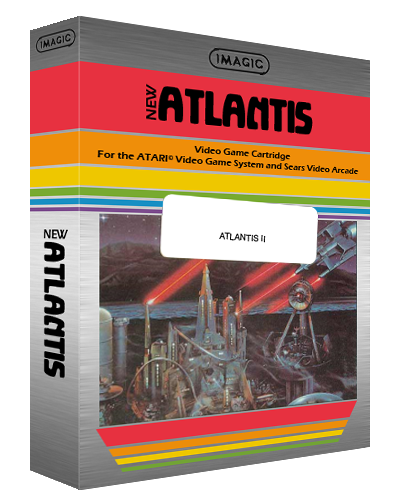 IMAGIC
NEW ATLANTIS
IMAGIC
NEW
ATLANTIS
Video Game Cartridge
For the ATARI® Video Game System and Sears Video Arcade
ATLANTIS II